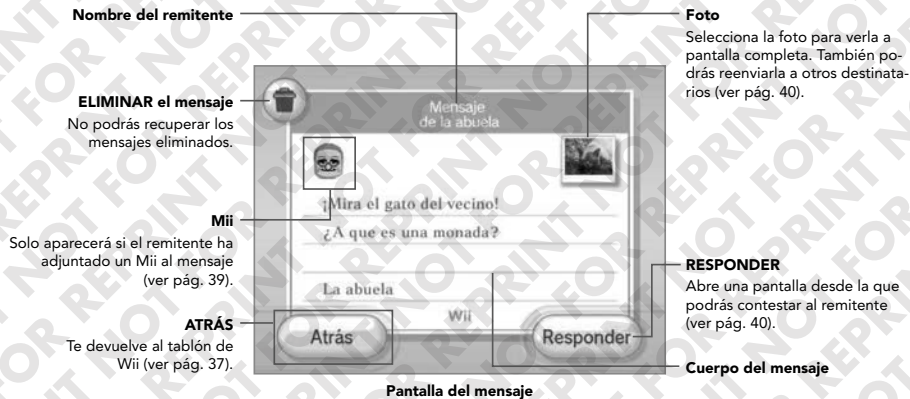 Nombre del remitente
ELIMINAR el mensaje
No podrás recuperar los
mensajes eliminados.
Mii
Solo aparecerá si el remitente ha
adjuntado un Mii al mensaje
(ver pág. 39).
ATRÁS
Te devuelve al tablón de
Wii (ver pág. 37).
Mensaje
de la abuela
¡Mira el gato del vecino!
¿A que es una monada?
La abuela
Wii
Atrás
Responder
Foto
Selecciona la foto para verla a
pantalla completa. También po-
drás reenviarla a otros destinata-
rios (ver pág. 40).
RESPONDER
Abre una pantalla desde la que
podrás contestar al remitente
(ver pág. 40).
Cuerpo del mensaje
Pantalla del mensaje
NOT FOR REPRINT